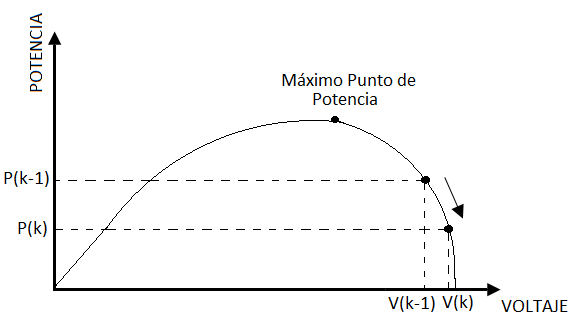 POTENCIA
Máximo Punto de
Potencia
P(k-1)
P(k)
V(k-1)
V(k)
VOLTAJE